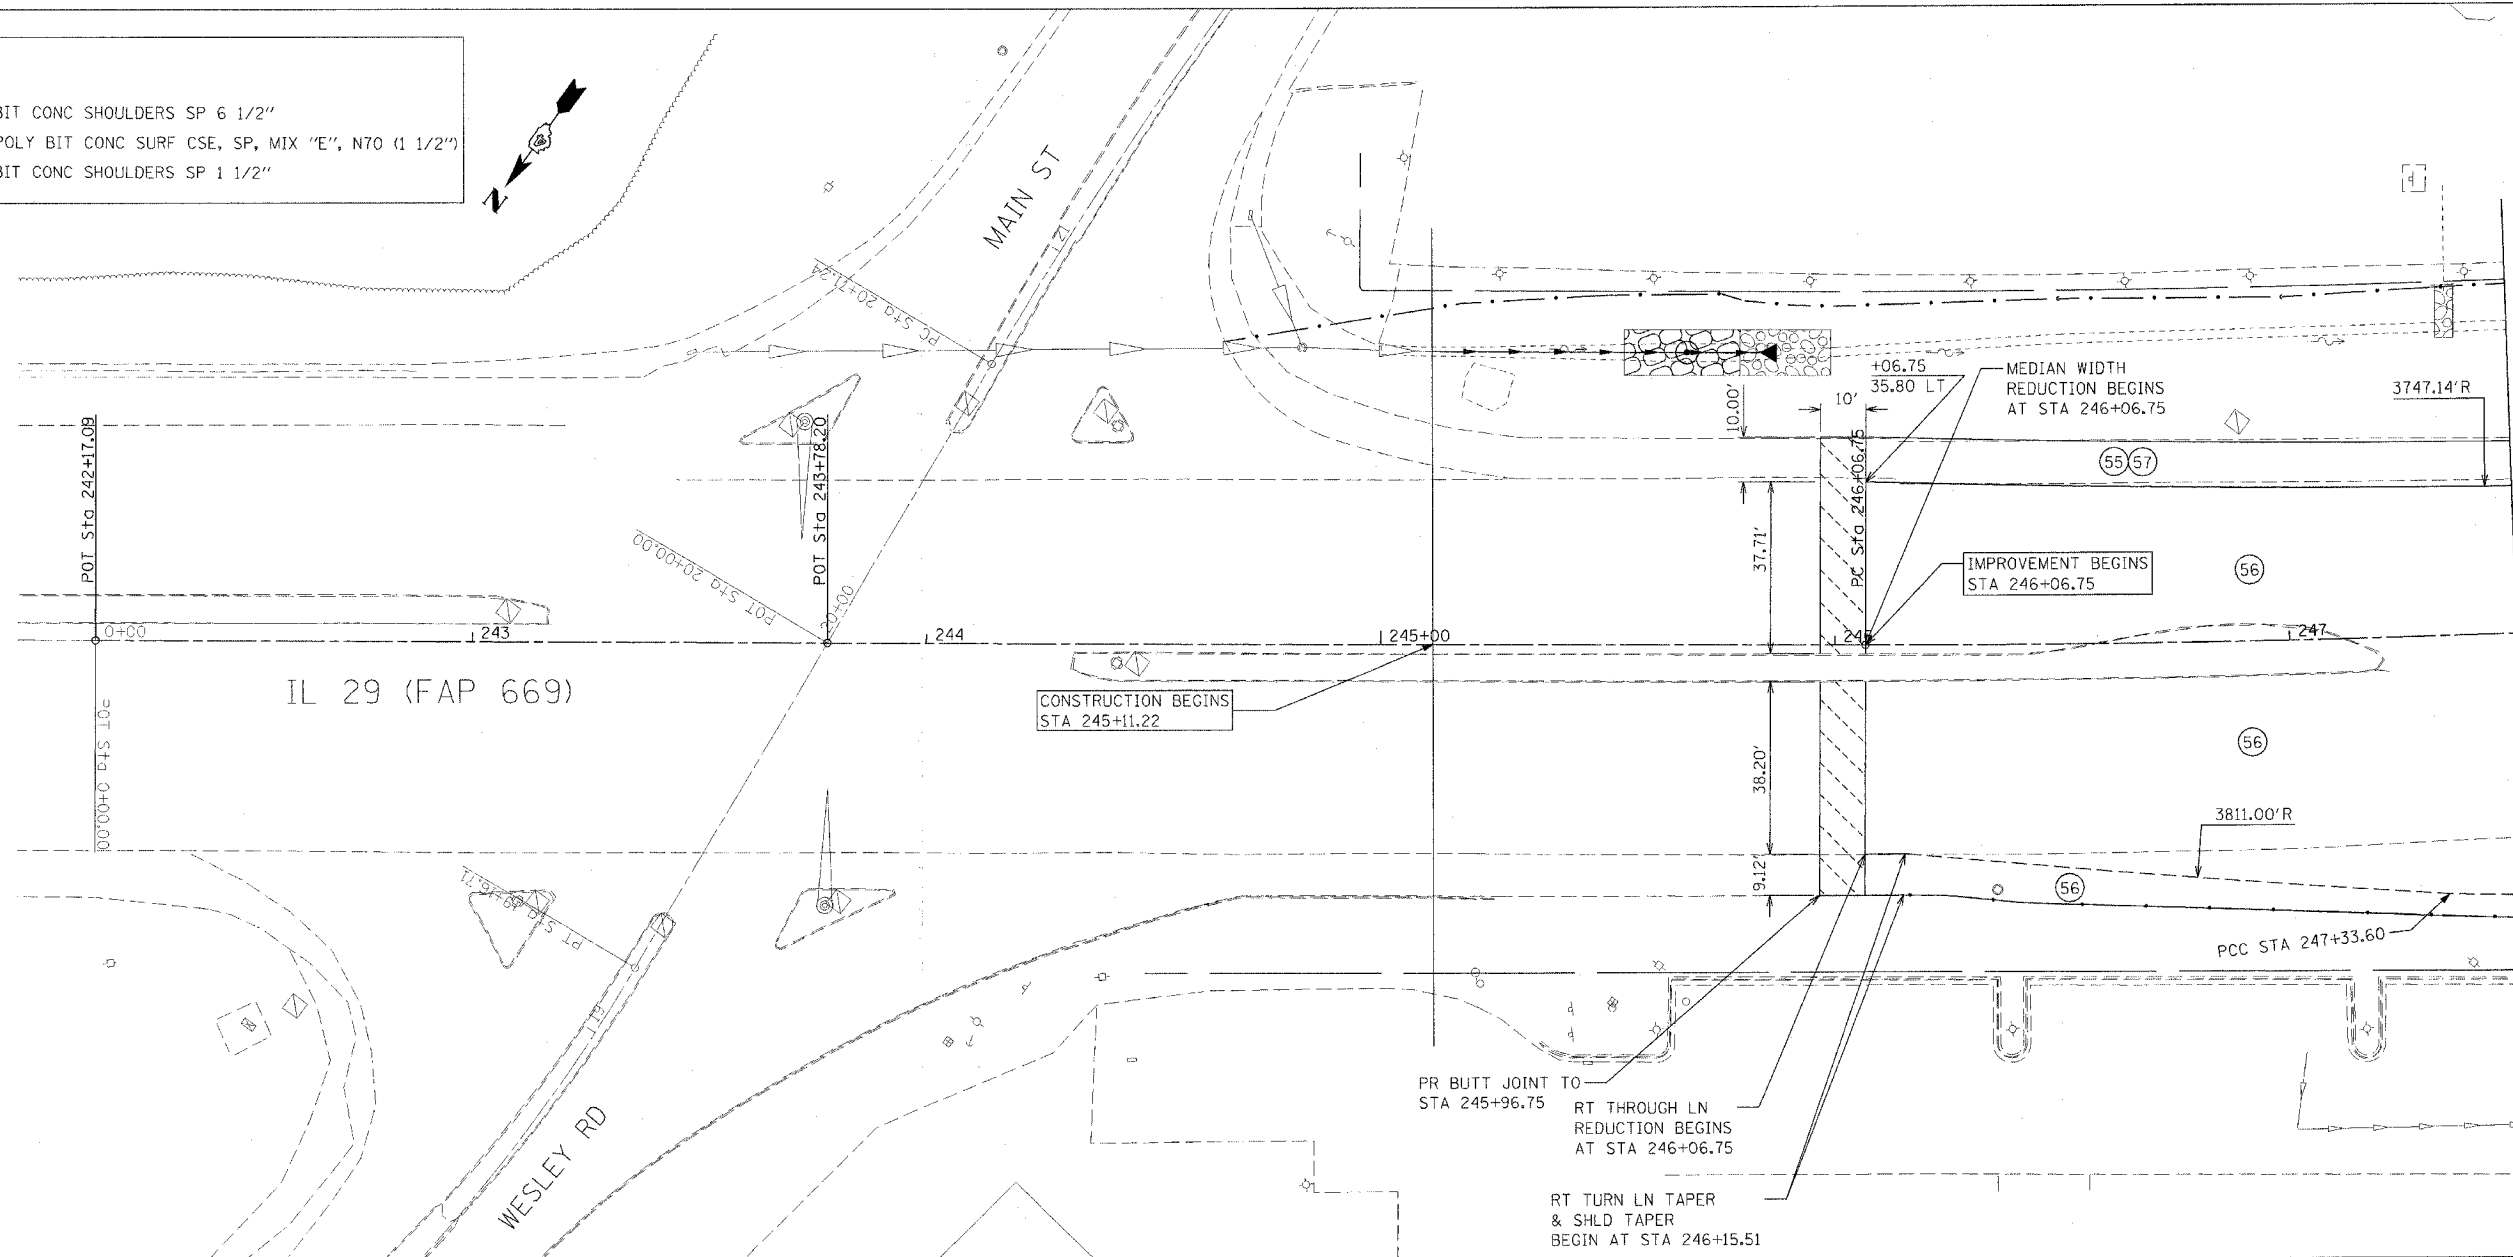 BIT CONC SHOULDERS SP 6 1/2"
POLY BIT CONC SURF CSE, SP, MIX "E", N70 (1 1/2")
BIT CONC SHOULDERS SP 1 1/2"
N
MAIN ST
21
PC Sta 20+71.24
+06.75
35.80 LT
MEDIAN WIDTH
REDUCTION BEGINS
AT STA 246+06.75
3747.14'R
10'
10.00'
POT Sta 242+17.09
POT Sta 243+78.20
PC Sta 246+06.75
55 57
37.71'
POT Sta 20+00.00
20+00
IMPROVEMENT BEGINS
STA 246+06.75
56
0+00
243
244
245+00
246
247
IL 29 (FAP 669)
CONSTRUCTION BEGINS
STA 245+11.22
POT Sta 0+00.00
56
38.20'
3811.00'R
9.12'
56
PT Sta
PCC STA 247+33.60
19
WESLEY RD
PR BUTT JOINT TO
STA 245+96.75
RT THROUGH LN
REDUCTION BEGINS
AT STA 246+06.75
RT TURN LN TAPER
& SHLD TAPER
BEGIN AT STA 246+15.51